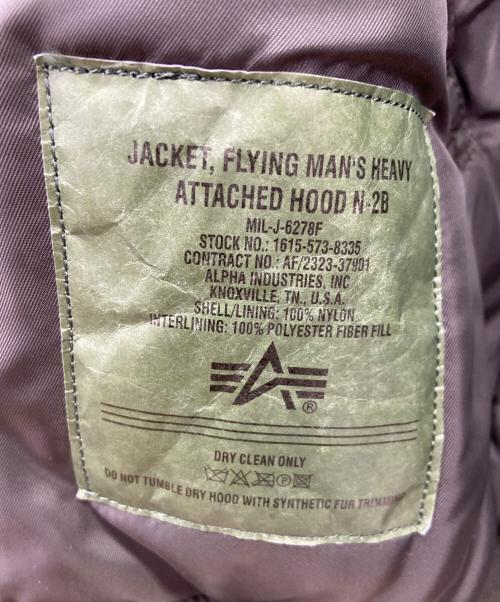 JACKET, FLYING MAN'S HEAVY
ATTACHED HOOD N-2B
MIL-J-6278F
STOCK NO.: 1615-573-8335
CONTRACT NO.: AF/2323-37901
ALPHA INDUSTRIES, INC
KNOXVILLE, TN., U.S.A.
SHELL/LINING: 100% NYLON
INTERLINING: 100% POLYESTER FIBER FILL
®
DRY CLEAN ONLY
DO NOT TUMBLE DRY HOOD WITH SYNTHETIC FUR TRIMMING